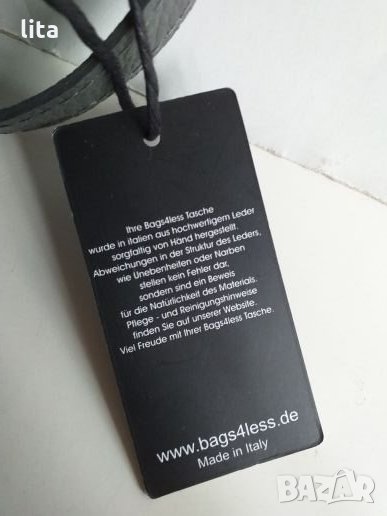 lita
Ihre Bags4less Tasche
wurde in italien aus hochwertigem Leder
sorgfältig von Hand hergestellt.
Abweichungen in der Struktur des Leders,
wie Unebenheiten oder Narben
stellen kein Fehler dar,
sondern sind ein Beweis
für die Natürlichkeit des Materials.
Pflege - und Reinigungshinweise
finden Sie auf unserer Website.
Viel Freude mit Ihrer Bags4less Tasche.
www.bags4less.de
Made in Italy
BAZAR